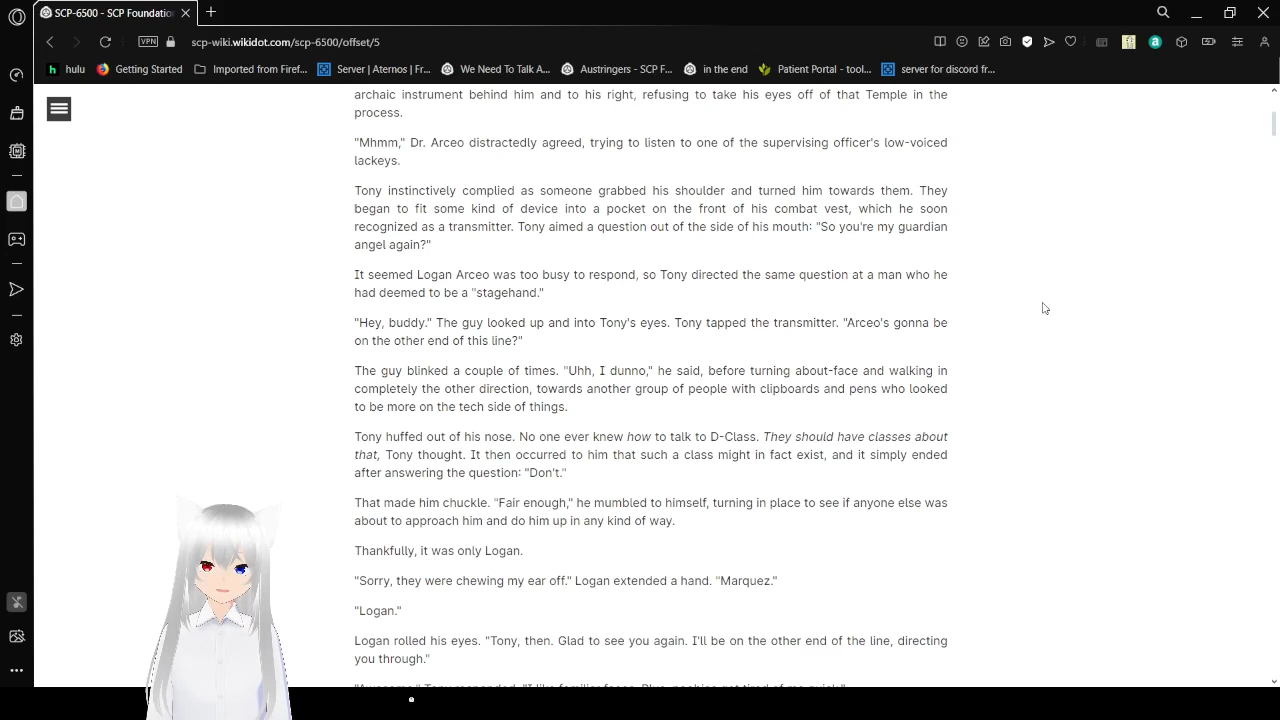 SCP-6500 - SCP Foundatio
VPN
scp-wiki.wikidot.com/scp-6500/offset/5
hulu
Getting Started
Imported from Firef...
Server | Aternos | Fr...
We Need To Talk A...
Austringers - SCP F...
in the end
Patient Portal - tool...
server for discord fr...
archaic instrument behind him and to his right, refusing to take his eyes off of that Temple in the
process.
"Mhmm," Dr. Arceo distractedly agreed, trying to listen to one of the supervising officer's low-voiced
lackeys.
Tony instinctively complied as someone grabbed his shoulder and turned him towards them. They
began to fit some kind of device into a pocket on the front of his combat vest, which he soon
recognized as a transmitter. Tony aimed a question out of the side of his mouth: "So you're my guardian
angel again?"
It seemed Logan Arceo was too busy to respond, so Tony directed the same question at a man who he
had deemed to be a "stagehand."
"Hey, buddy." The guy looked up and into Tony's eyes. Tony tapped the transmitter. "Arceo's gonna be
on the other end of this line?"
The guy blinked a couple of times. "Uhh, I dunno," he said, before turning about-face and walking in
completely the other direction, towards another group of people with clipboards and pens who looked
to be more on the tech side of things.
Tony huffed out of his nose. No one ever knew how to talk to D-Class. They should have classes about
that, Tony thought. It then occurred to him that such a class might in fact exist, and it simply ended
after answering the question: "Don't."
That made him chuckle. "Fair enough," he mumbled to himself, turning in place to see if anyone else was
about to approach him and do him up in any kind of way.
Thankfully, it was only Logan.
"Sorry, they were chewing my ear off." Logan extended a hand. "Marquez."
"Logan."
Logan rolled his eyes. "Tony, then. Glad to see you again. I'll be on the other end of the line, directing
you through."